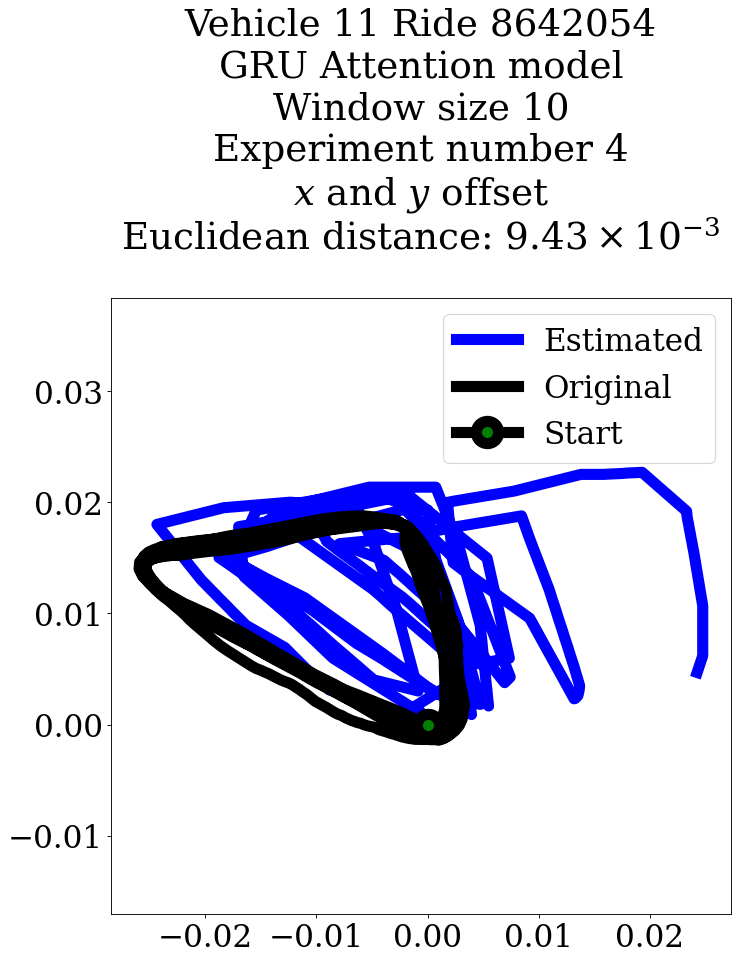 Vehicle 11 Ride 8642054
GRU Attention model
Window size 10
Experiment number 4
x and y offset
Euclidean distance: 9.43 × 10⁻³
Estimated
Original
Start
0.03
0.02
0.01
0.00
−0.01
−0.02
−0.01
0.00
0.01
0.02